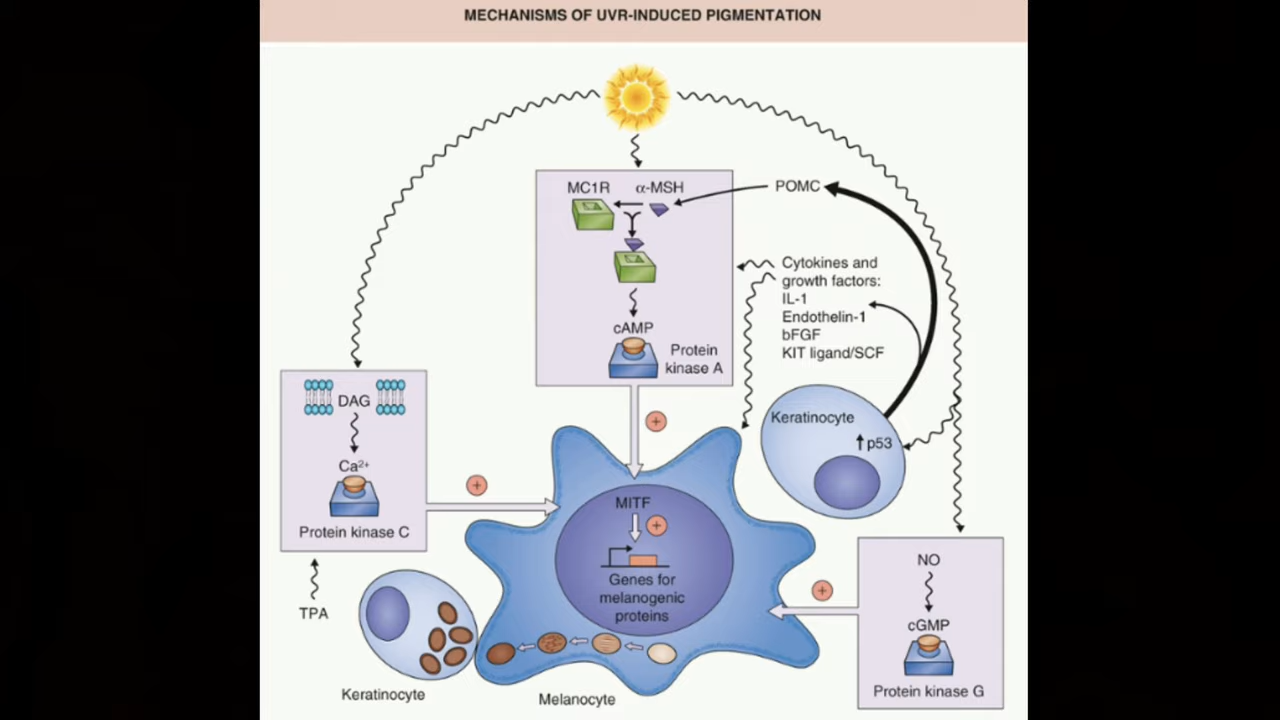 MECHANISMS OF UVR-INDUCED PIGMENTATION
MC1R
α-MSH
POMC
cAMP
Protein
kinase A
Cytokines and
growth factors:
IL-1
Endothelin-1
bFGF
KIT ligand/SCF
Keratinocyte
↑p53
DAG
Ca²⁺
Protein kinase C
TPA
+
+
MITF
+
Genes for
melanogenic
proteins
+
NO
cGMP
Protein kinase G
Keratinocyte
Melanocyte